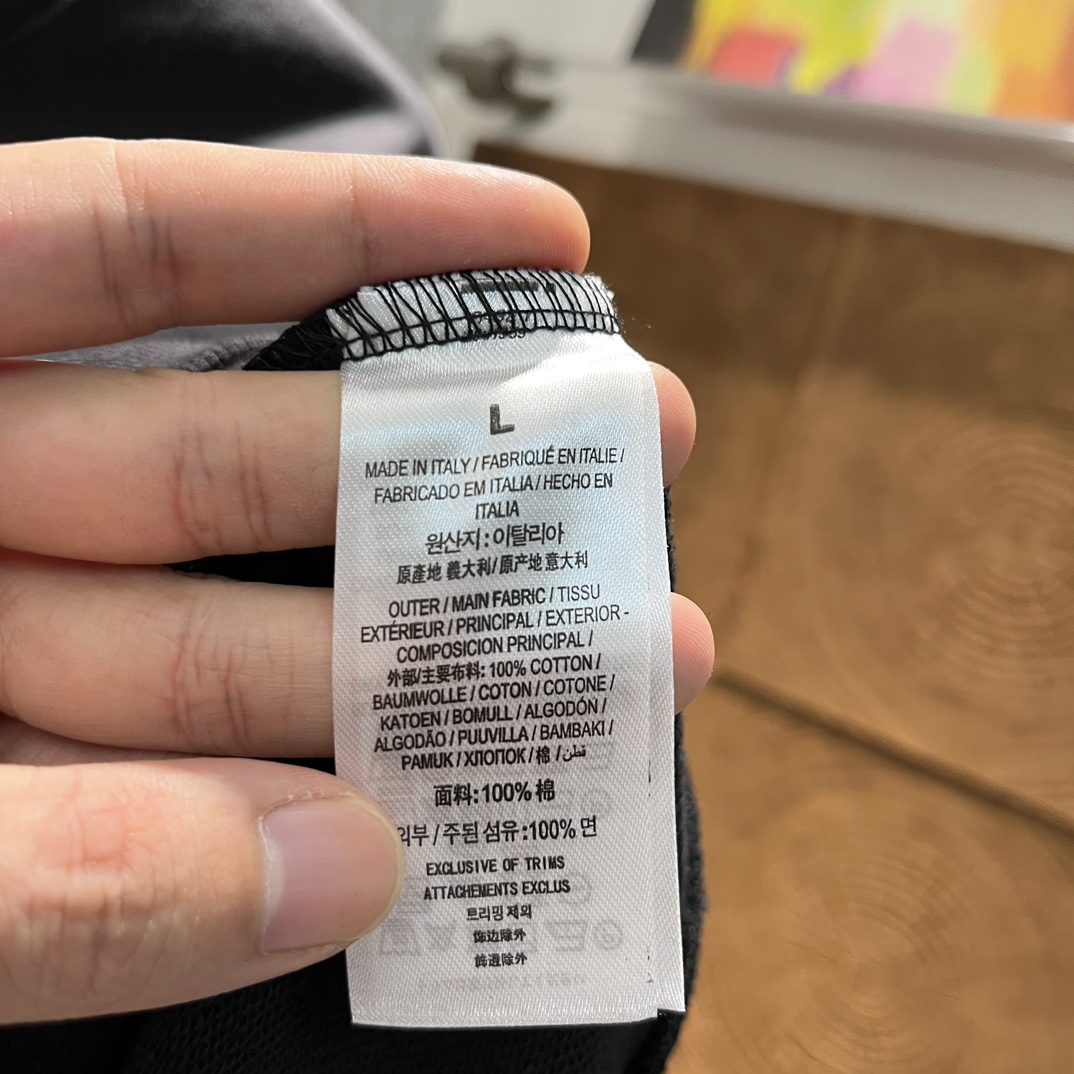 L
MADE IN ITALY / FABRIQUÉ EN ITALIE /
FABRICADO EM ITALIA / HECHO EN
ITALIA
원산지 : 이탈리아
原產地 義大利/原产地 意大利
OUTER / MAIN FABRIC / TISSU
EXTÉRIEUR / PRINCIPAL / EXTERIOR -
COMPOSICION PRINCIPAL /
外部/主要布料: 100% COTTON /
BAUMWOLLE / COTON / COTONE /
KATOEN / BOMULL / ALGODÓN /
ALGODÃO / PUUVILLA / BAMBAKI /
PAMUK / ХЛОПОК / 棉 / قطن
面料:100% 棉
외부 / 주된 섬유 :100% 면
EXCLUSIVE OF TRIMS
ATTACHEMENTS EXCLUS
트리밍 제외
饰边除外
飾邊除外